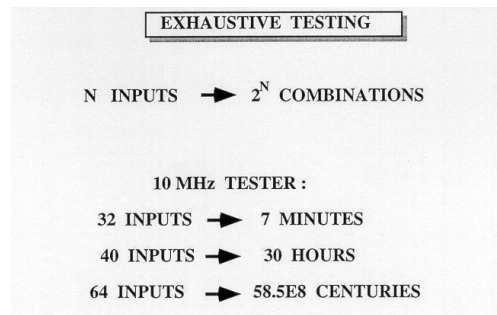 EXHAUSTIVE TESTING
N INPUTS → 2^N COMBINATIONS
10 MHz TESTER :
32 INPUTS → 7 MINUTES
40 INPUTS → 30 HOURS
64 INPUTS → 58.5E8 CENTURIES